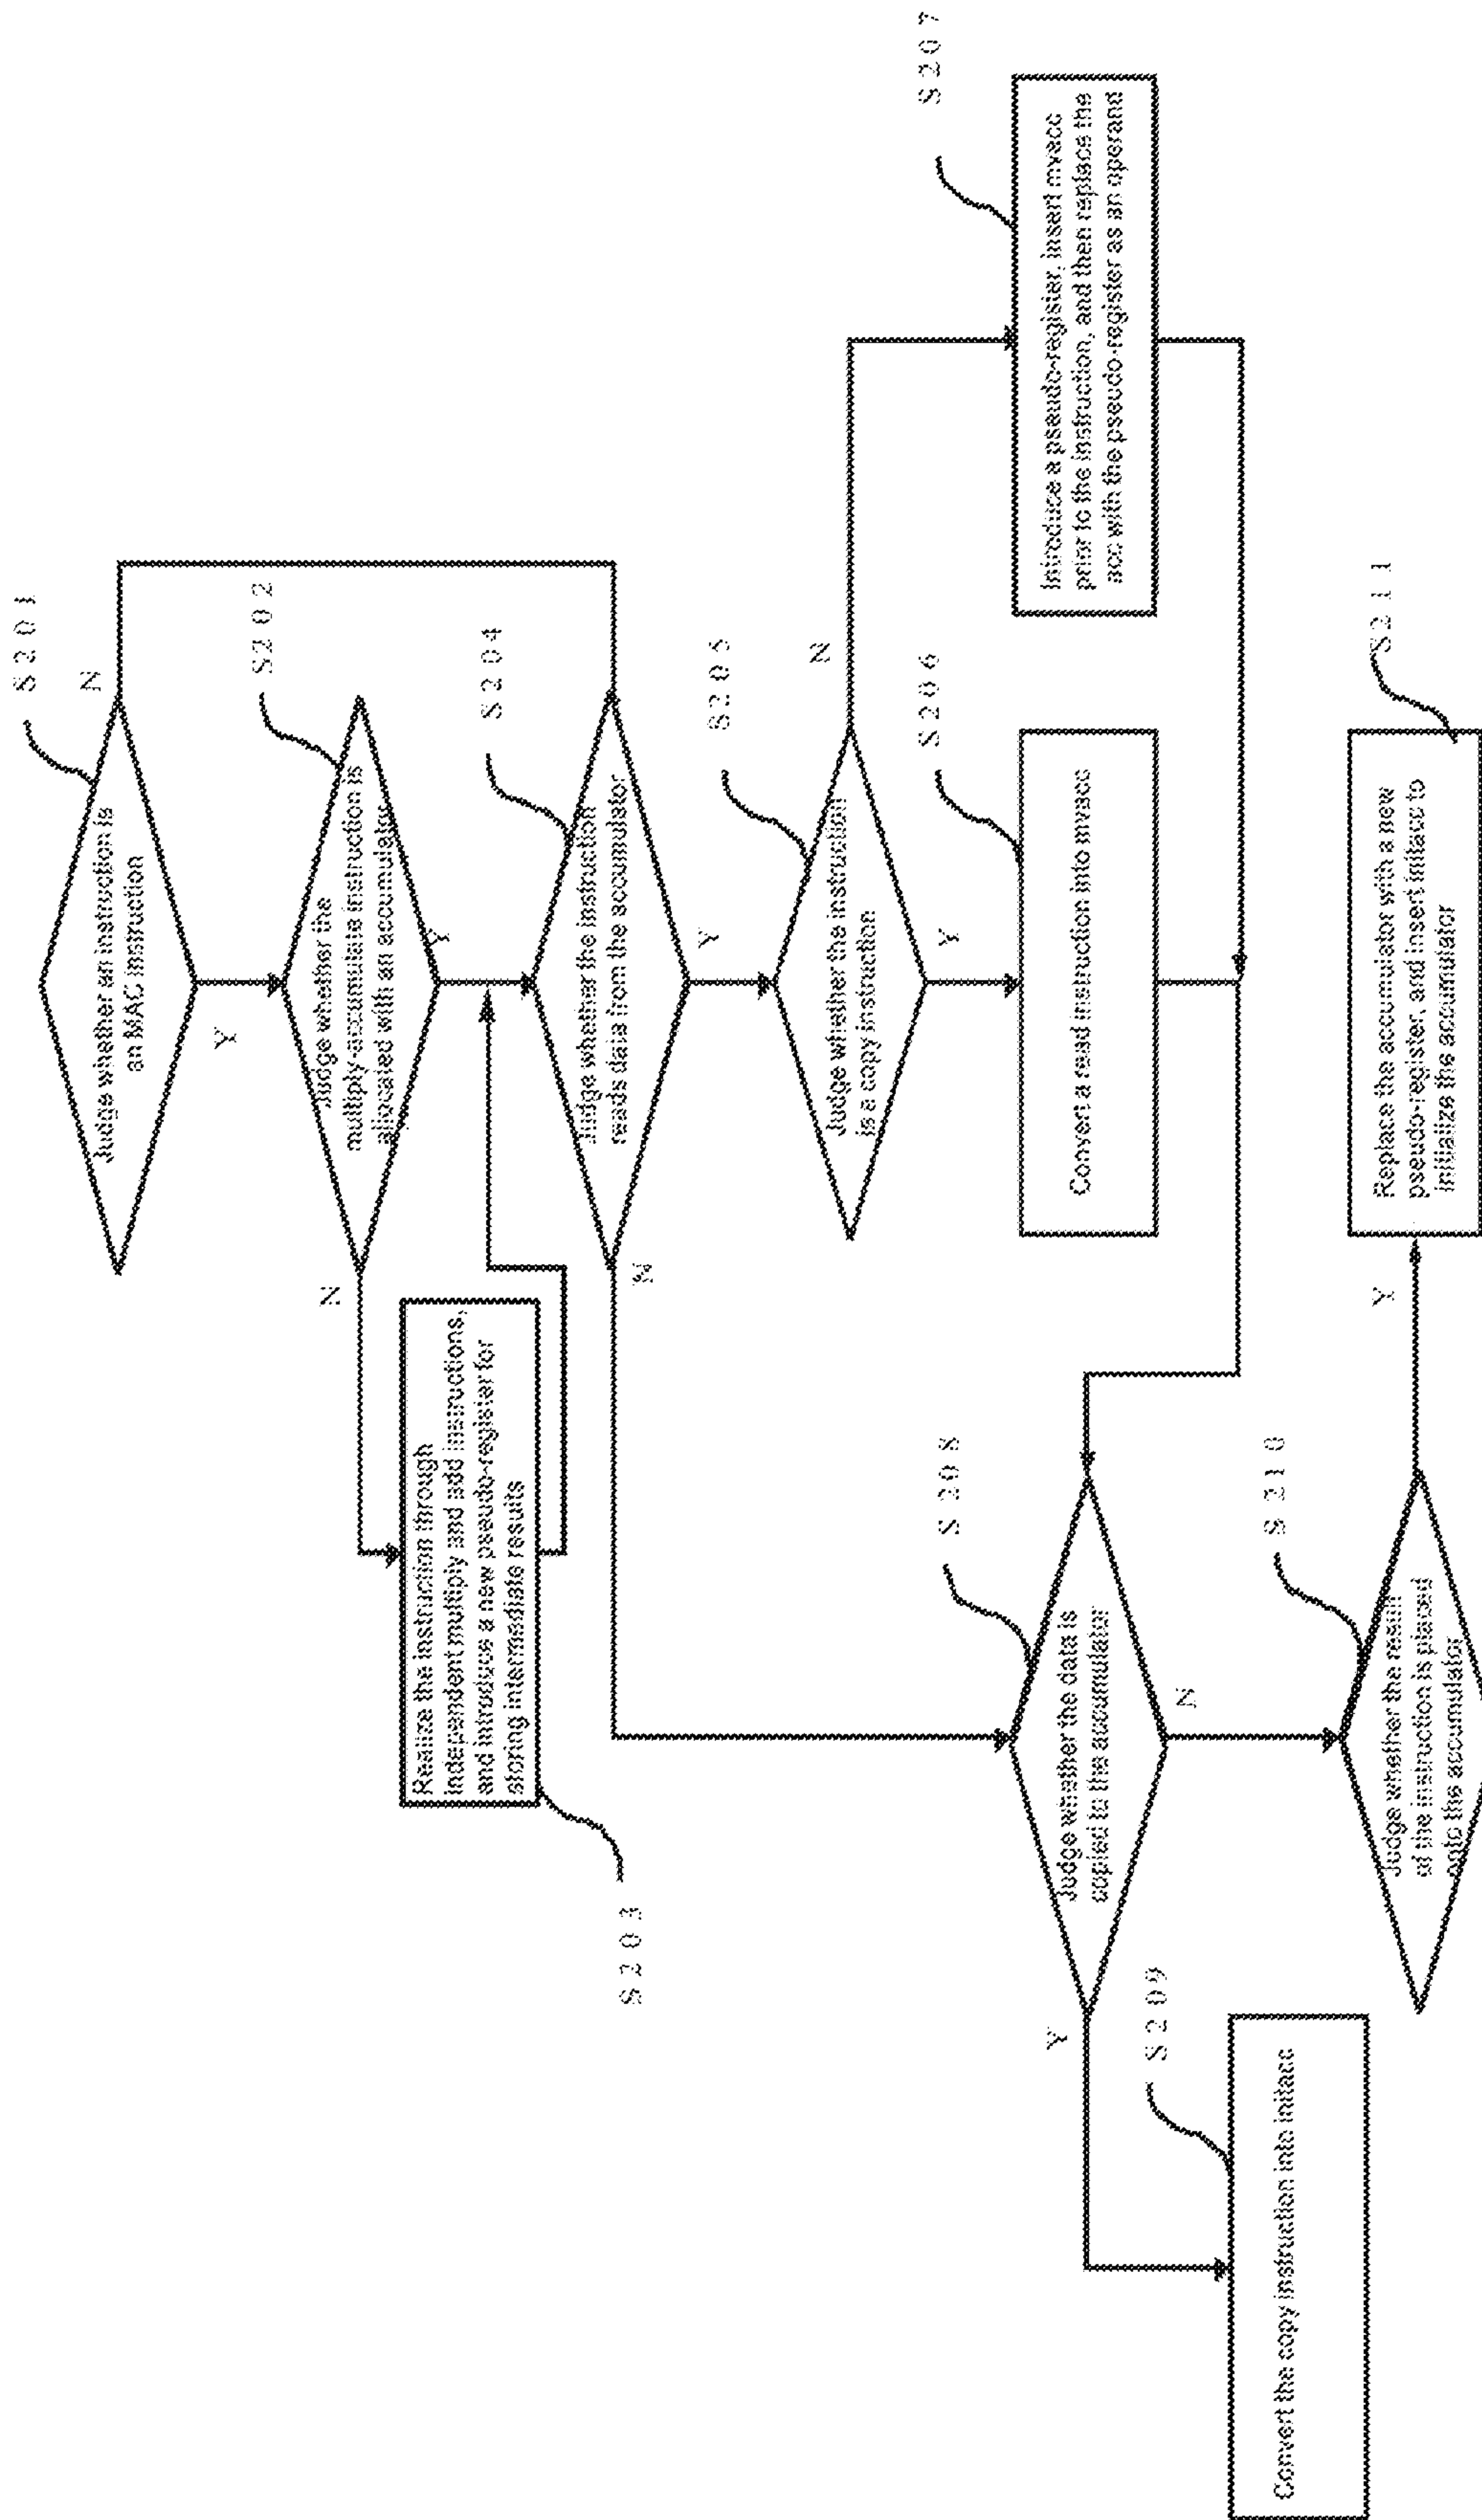 S201
Judge whether an instruction is
an MAC instruction
N
Y
S202
Judge whether the
multiply-accumulate instruction is
allocated with an accumulator
N
Y
Realize the instruction through
independent multiply and add instructions,
and introduce a new pseudo-register for
storing intermediate results
S203
S204
Judge whether the instruction
reads data from the accumulator
N
Y
S205
Judge whether the instruction
is a copy instruction
N
Y
S206
Convert a read instruction into mvacc
S207
Introduce a pseudo-register, insert mvacc
prior to the instruction, and then replace the
acc with the pseudo-register as an operand
S208
Judge whether the data is
copied to the accumulator
Y
N
S209
Convert the copy instruction into initacc
S210
Judge whether the result
of the instruction is placed
onto the accumulator
Y
S211
Replace the accumulator with a new
pseudo-register, and insert initacc to
initialize the accumulator